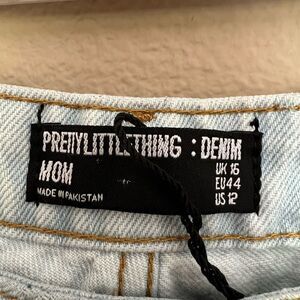 PRETTYLITTLETHING : DENIM
MOM
UK 16
EU 44
US 12
MADE IN PAKISTAN